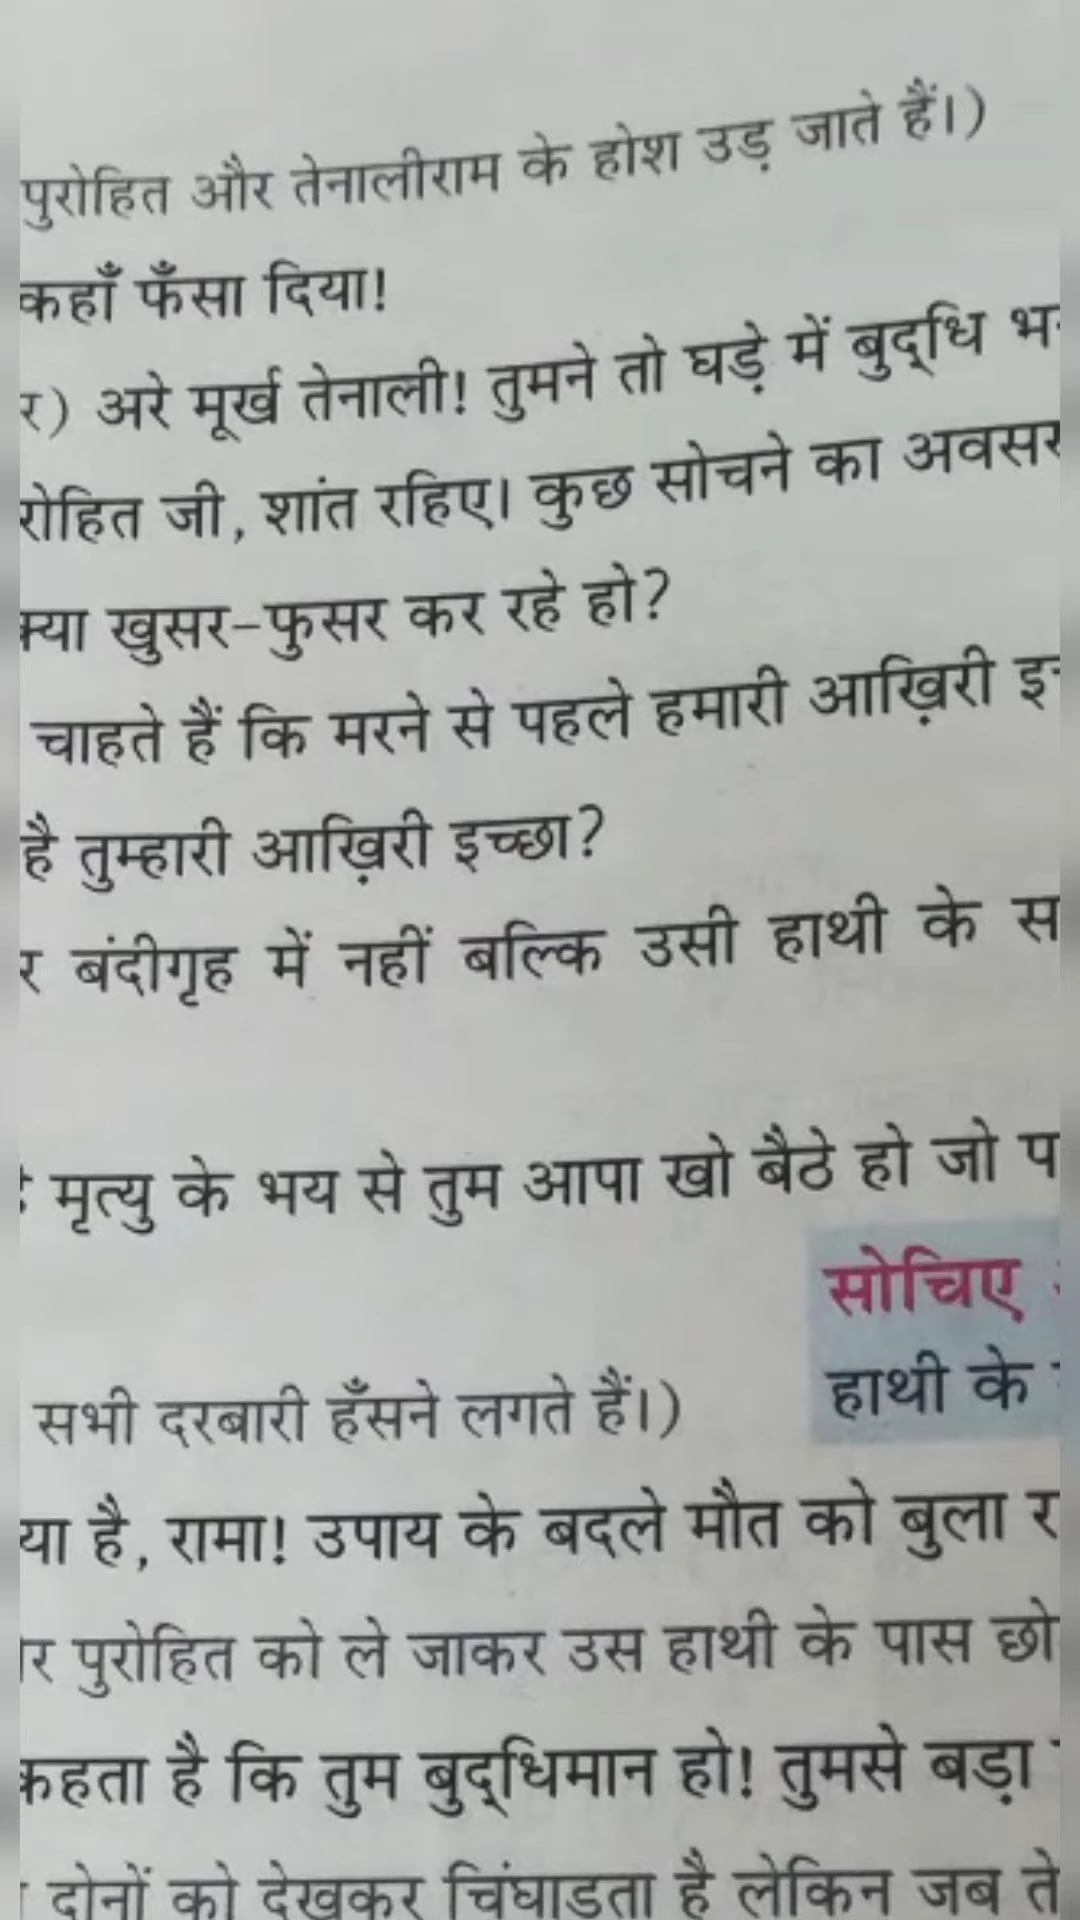 पुरोहित और तेनालीराम के होश उड़ जाते हैं।)
कहाँ फँसा दिया!
र) अरे मूर्ख तेनाली! तुमने तो घड़े में बुद्धि भ
रोहित जी, शांत रहिए। कुछ सोचने का अवसर
क्या खुसर-फुसर कर रहे हो?
चाहते हैं कि मरने से पहले हमारी आख़िरी इ
है तुम्हारी आख़िरी इच्छा?
र बंदीगृह में नहीं बल्कि उसी हाथी के स
मृत्यु के भय से तुम आपा खो बैठे हो जो प
सोचिए
हाथी के
सभी दरबारी हँसने लगते हैं।)
या है, रामा! उपाय के बदले मौत को बुला र
र पुरोहित को ले जाकर उस हाथी के पास छो
कहता है कि तुम बुद्धिमान हो! तुमसे बड़ा
दोनों को देखकर चिंघाडता है लेकिन जब ते